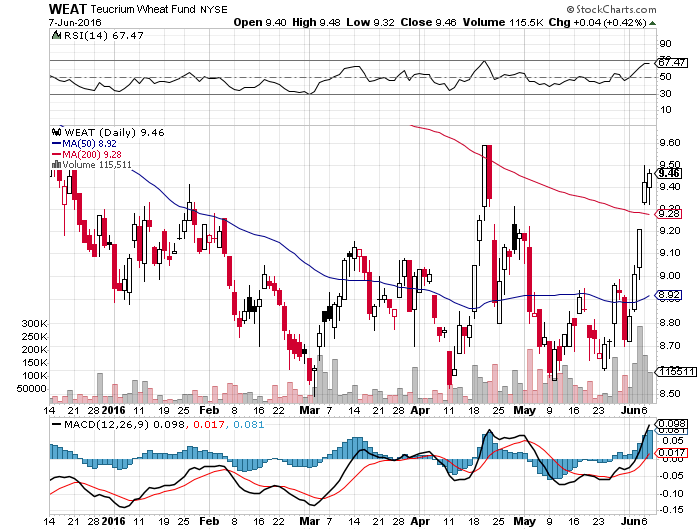 WEAT Teucrium Wheat Fund NYSE © StockCharts.com
7-Jun-2016 Open 9.40 High 9.48 Low 9.32 Close 9.46 Volume 115.5K Chg +0.04 (+0.42%)
RSI(14) 67.47
90
70
67.47
50
30
10
WEAT (Daily) 9.46
MA(50) 8.92
MA(200) 9.28
Volume 115,511
9.60
9.50
9.46
9.40
9.30
9.28
9.20
9.10
9.00
8.92
8.90
8.80
8.70
8.60
115511
8.50
300K
250K
200K
150K
100K
50000
14 21 28 2016 11 19 25 Feb 8 16 22 Mar 7 14 21 28 Apr 11 18 25 May 9 16 23 Jun 6
MACD(12,26,9) 0.098, 0.017, 0.081
0.098
0.081
0.05
0.017
0.00
-0.05
-0.10
-0.15
14 21 28 2016 11 19 25 Feb 8 16 22 Mar 7 14 21 28 Apr 11 18 25 May 9 16 23 Jun 6